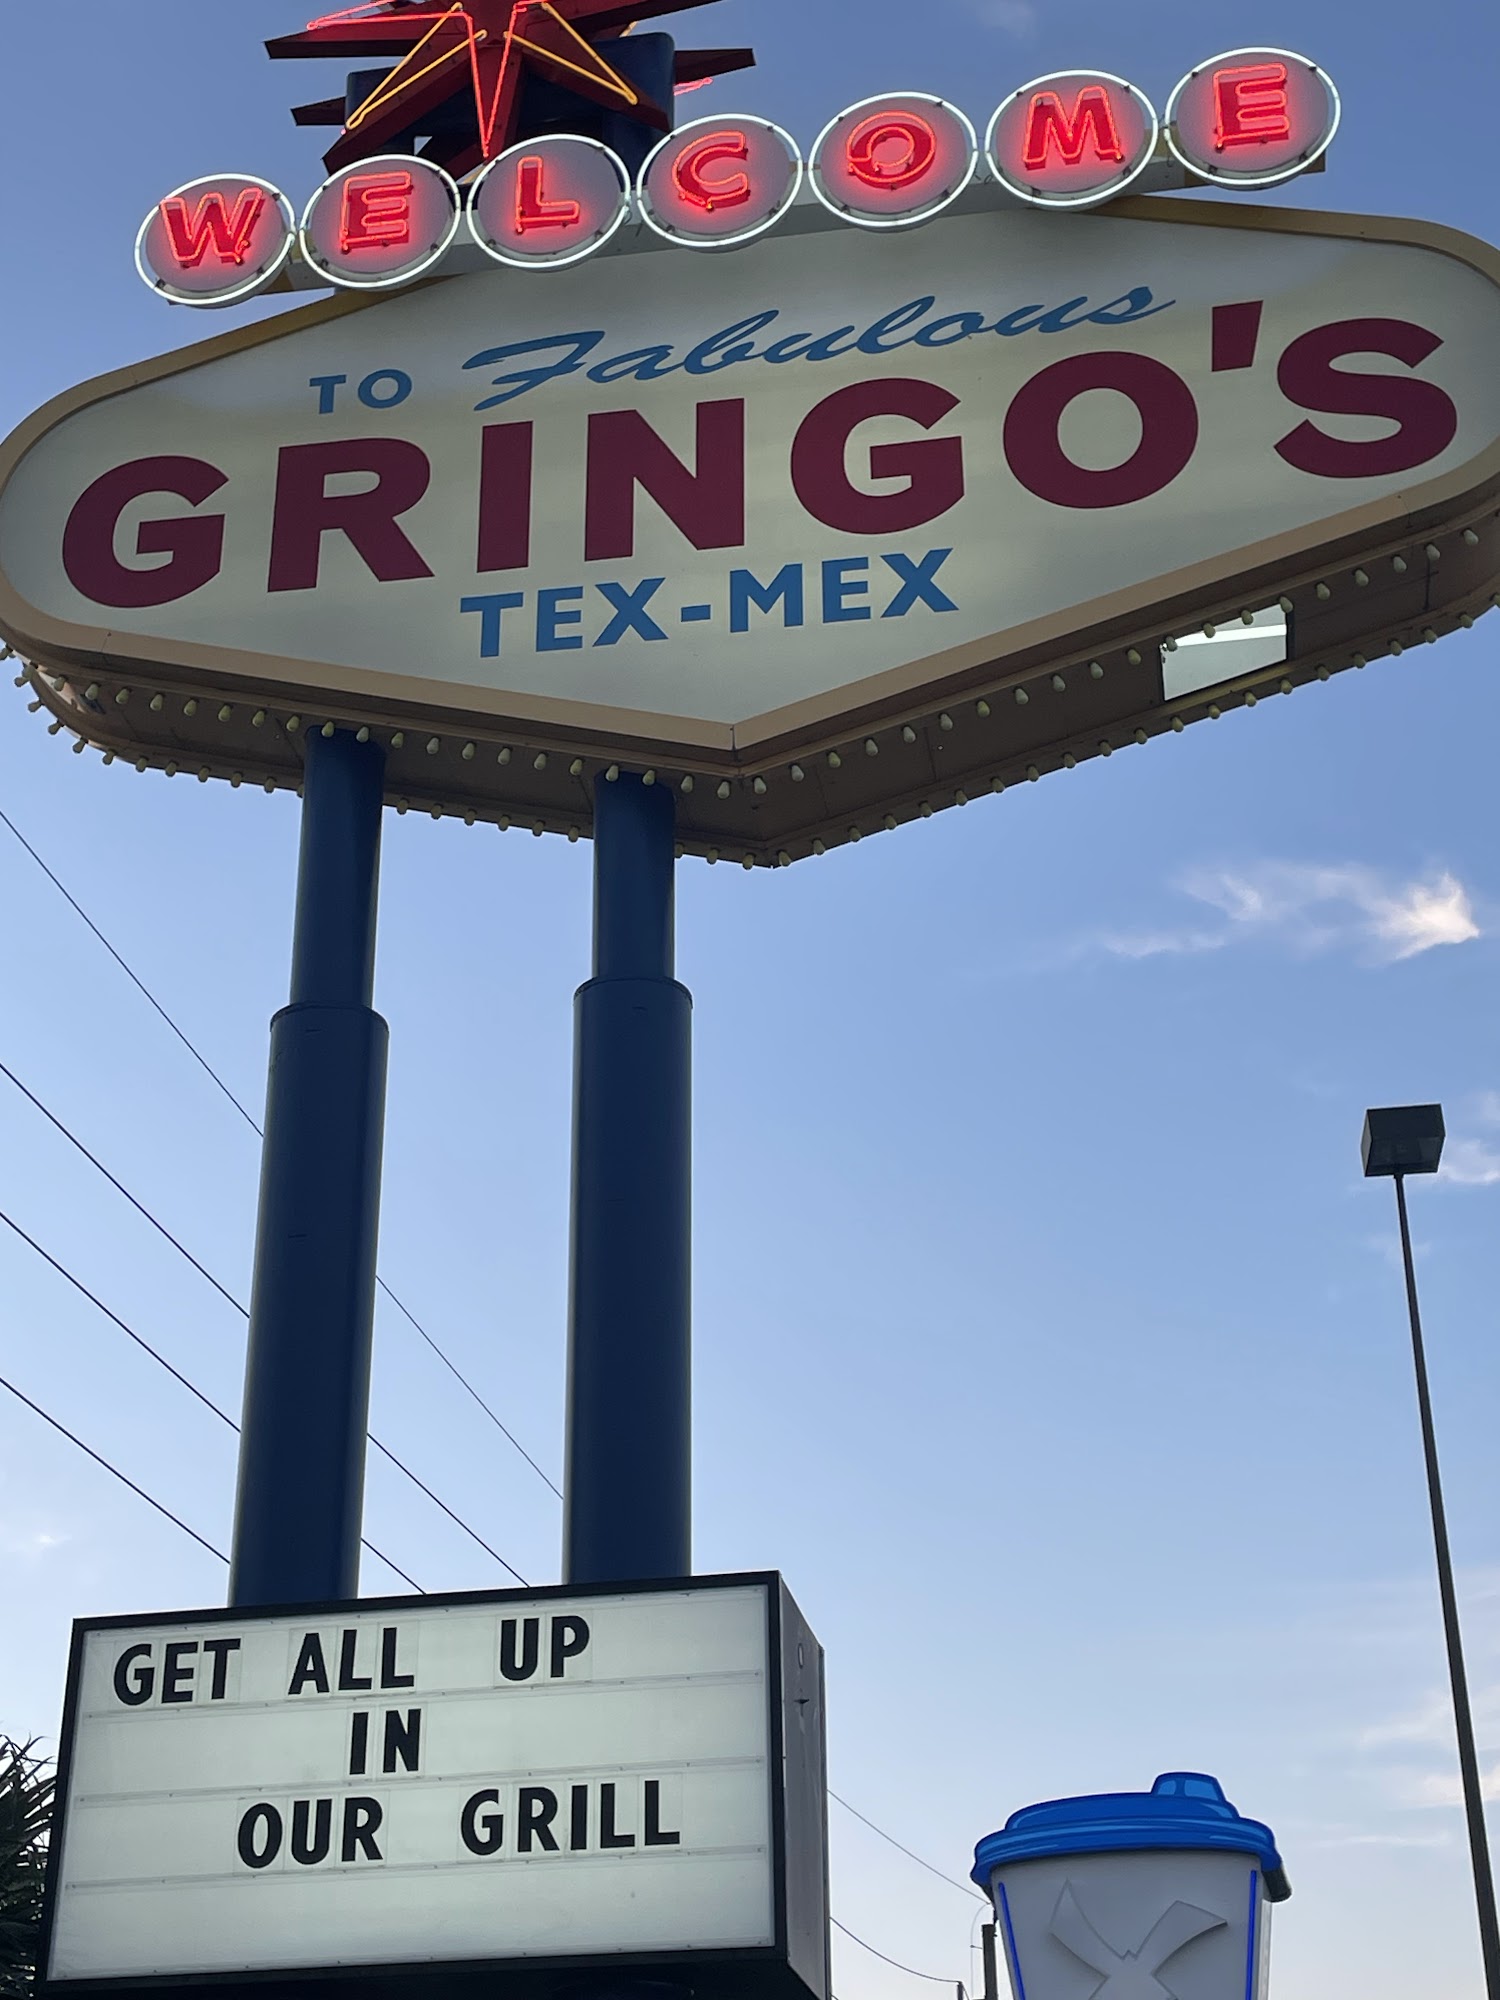 WELCOME
TO Fabulous
GRINGO'S
TEX-MEX
GET ALL UP
IN
OUR GRILL